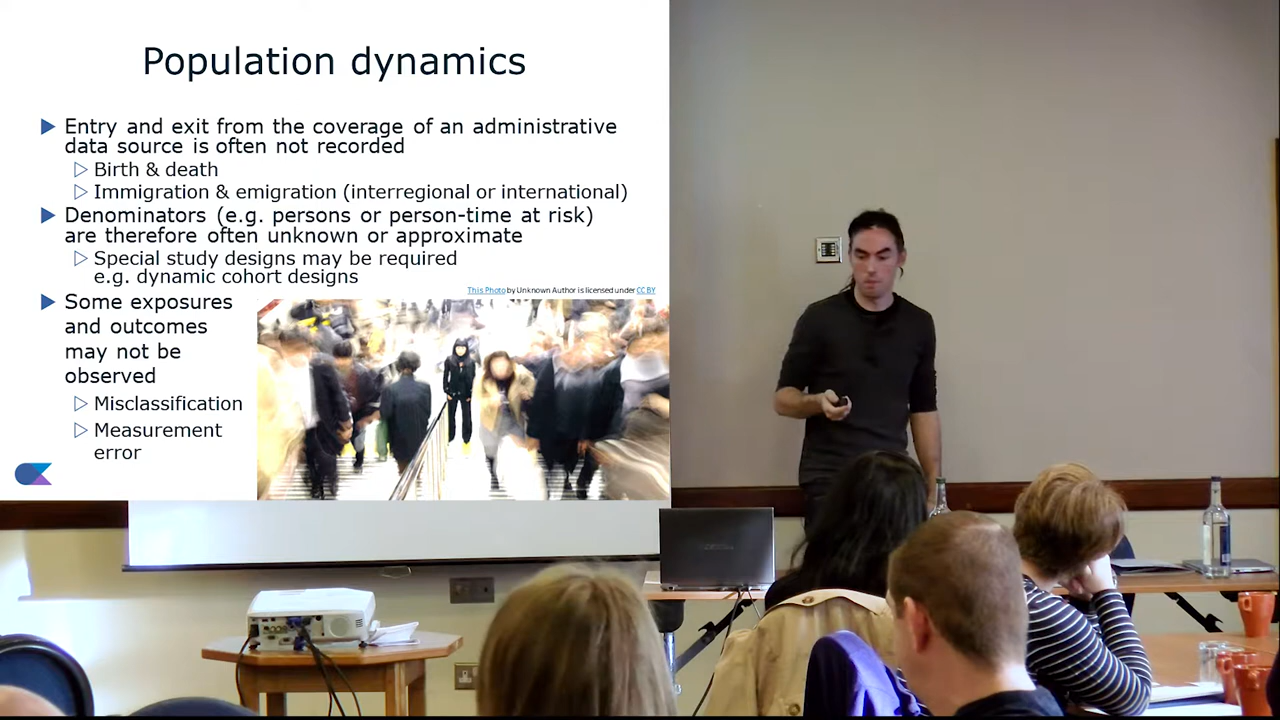 Population dynamics
Entry and exit from the coverage of an administrative
data source is often not recorded
Birth & death
Immigration & emigration (interregional or international)
Denominators (e.g. persons or person-time at risk)
are therefore often unknown or approximate
Special study designs may be required
e.g. dynamic cohort designs
This Photo by Unknown Author is licensed under CC BY
Some exposures
and outcomes
may not be
observed
Misclassification
Measurement
error